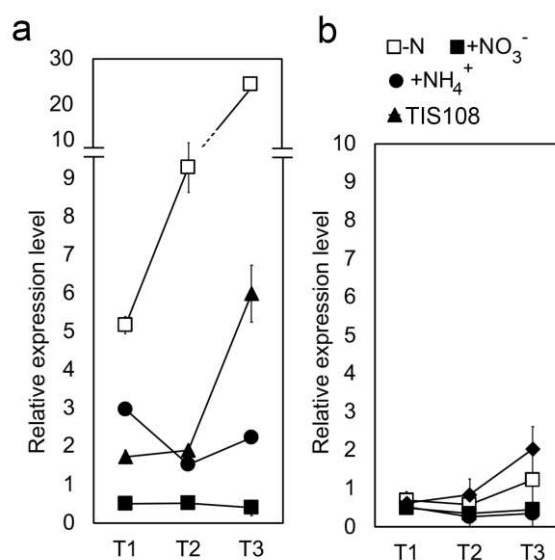 a
b
-N +NO3-
+NH4+
TIS108
Relative expression level
30
20
10
9
8
7
6
5
4
3
2
1
0
T1 T2 T3
Relative expression level
10
9
8
7
6
5
4
3
2
1
0
T1 T2 T3